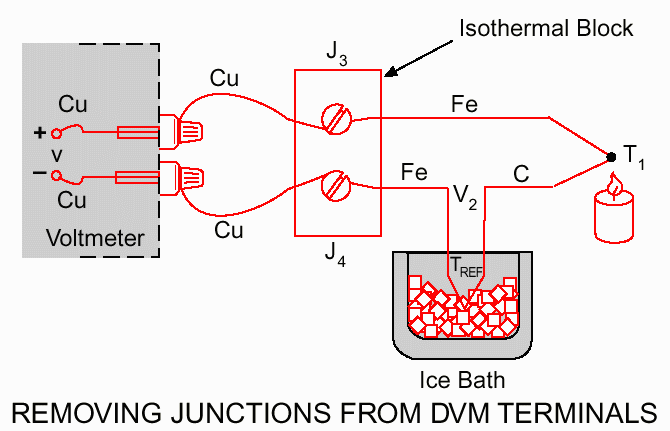 Isothermal Block
J3
Cu
Fe
Cu
+
v
T1
−
Fe
C
V2
Cu
Voltmeter
Cu
J4
TREF
Ice Bath
REMOVING JUNCTIONS FROM DVM TERMINALS